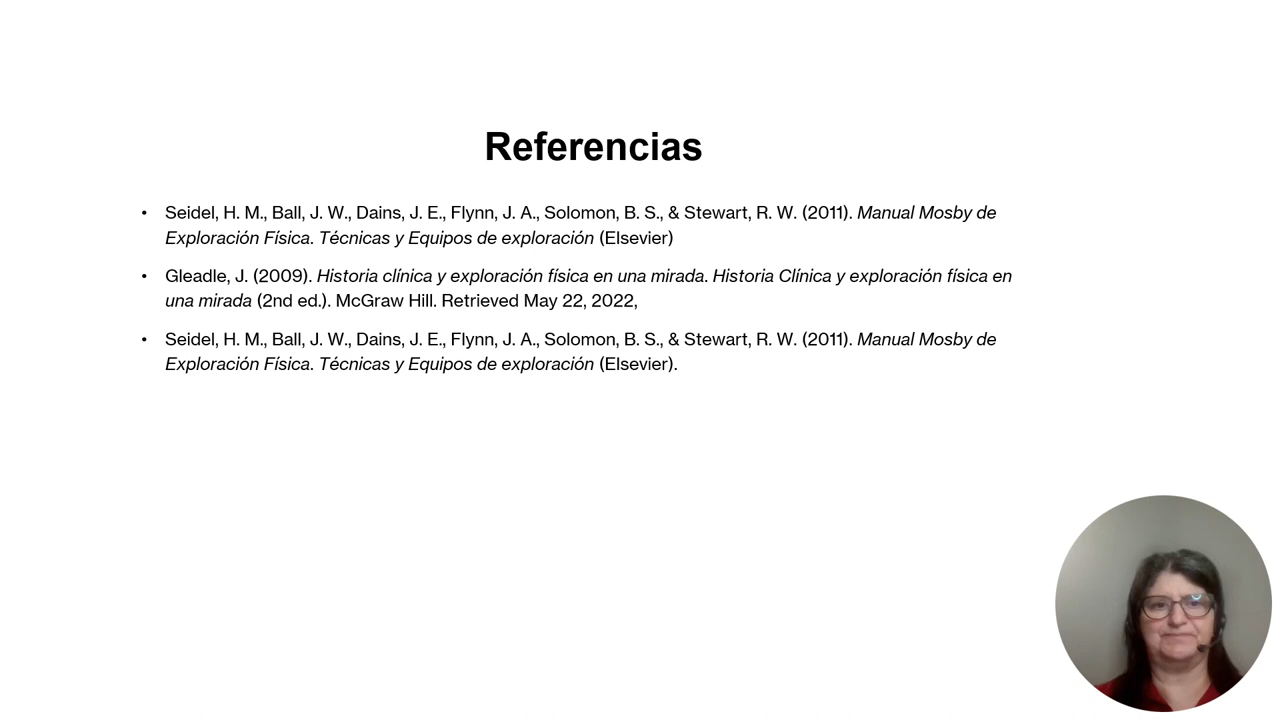 Referencias
• Seidel, H. M., Ball, J. W., Dains, J. E., Flynn, J. A., Solomon, B. S., & Stewart, R. W. (2011). Manual Mosby de
Exploración Física. Técnicas y Equipos de exploración (Elsevier)
• Gleadle, J. (2009). Historia clínica y exploración física en una mirada. Historia Clínica y exploración física en
una mirada (2nd ed.). McGraw Hill. Retrieved May 22, 2022,
• Seidel, H. M., Ball, J. W., Dains, J. E., Flynn, J. A., Solomon, B. S., & Stewart, R. W. (2011). Manual Mosby de
Exploración Física. Técnicas y Equipos de exploración (Elsevier).